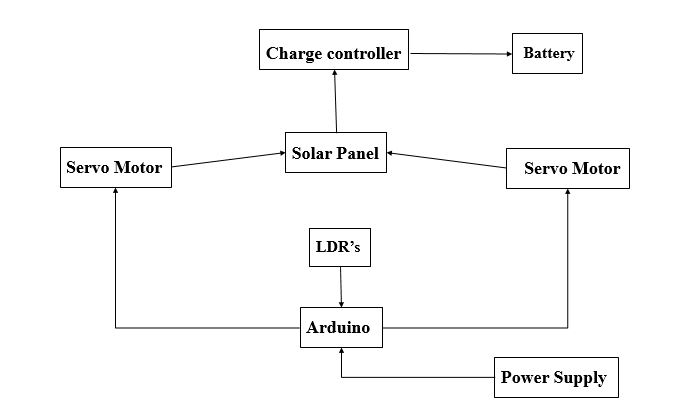 Charge controller
Battery
Solar Panel
Servo Motor
Servo Motor
LDR's
Arduino
Power Supply